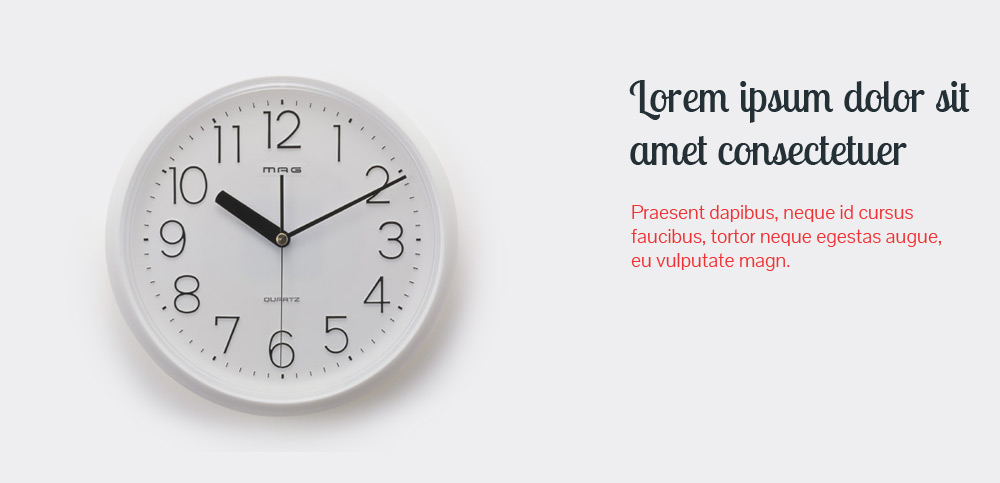 12
11
1
MAG
10
2
9
3
QUARTZ
8
4
7
5
6
Lorem ipsum dolor sit
amet consectetuer
Praesent dapibus, neque id cursus
faucibus, tortor neque egestas augue,
eu vulputate magn.